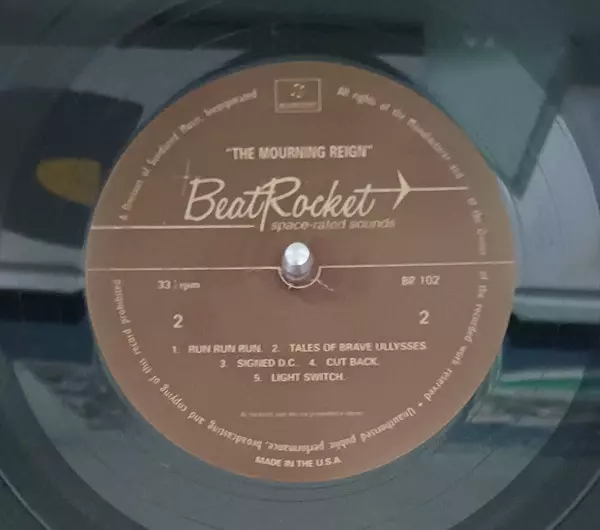 A Division of Sundazed Music, Incorporated
All rights of the Manufacturer and of the Owner of the recorded work reserved • Unauthorised public performance, broadcasting and copying of this record prohibited
"THE MOURNING REIGN"
BeatRocket
space-rated sounds
33 ⅓ rpm
BR 102
2
2
1. RUN RUN RUN. 2. TALES OF BRAVE ULLYSSES.
3. SIGNED D.C. 4. CUT BACK.
5. LIGHT SWITCH.
MADE IN THE U.S.A